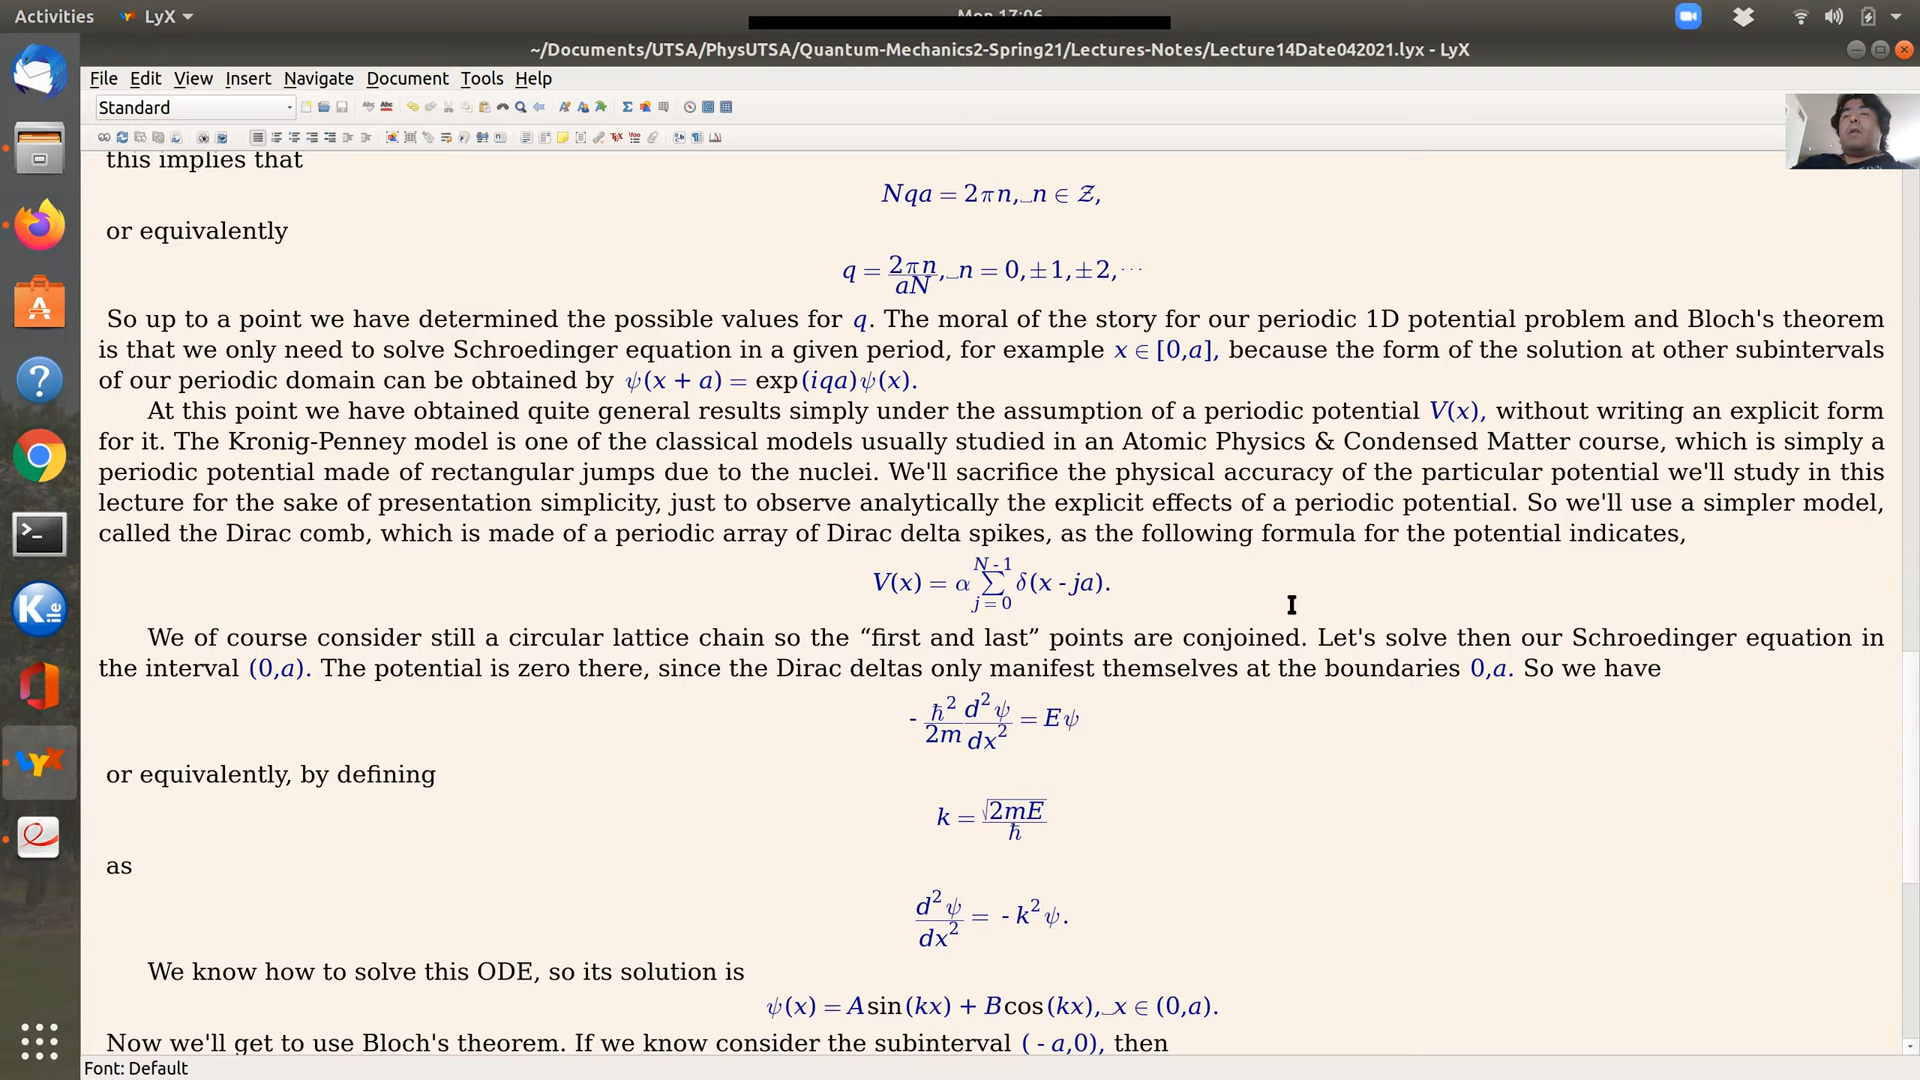 Activities LyX
~/Documents/UTSA/PhysUTSA/Quantum-Mechanics2-Spring21/Lectures-Notes/Lecture14Date042021.lyx - LyX
File Edit View Insert Navigate Document Tools Help
Standard
this implies that
Nqa = 2πn,␣n ∈ Z,
or equivalently
q = 2πn/aN,␣n = 0,±1,±2,⋯
So up to a point we have determined the possible values for q. The moral of the story for our periodic 1D potential problem and Bloch's theorem
is that we only need to solve Schroedinger equation in a given period, for example x ∈ [0,a], because the form of the solution at other subintervals
of our periodic domain can be obtained by ψ(x + a) = exp(iqa)ψ(x).
At this point we have obtained quite general results simply under the assumption of a periodic potential V(x), without writing an explicit form
for it. The Kronig-Penney model is one of the classical models usually studied in an Atomic Physics & Condensed Matter course, which is simply a
periodic potential made of rectangular jumps due to the nuclei. We'll sacrifice the physical accuracy of the particular potential we'll study in this
lecture for the sake of presentation simplicity, just to observe analytically the explicit effects of a periodic potential. So we'll use a simpler model,
called the Dirac comb, which is made of a periodic array of Dirac delta spikes, as the following formula for the potential indicates,
V(x) = α ∑_{j=0}^{N-1} δ(x - ja).
We of course consider still a circular lattice chain so the “first and last” points are conjoined. Let's solve then our Schroedinger equation in
the interval (0,a). The potential is zero there, since the Dirac deltas only manifest themselves at the boundaries 0,a. So we have
- ħ²/2m d²ψ/dx² = Eψ
or equivalently, by defining
k = √2mE/ħ
as
d²ψ/dx² = - k²ψ.
We know how to solve this ODE, so its solution is
ψ(x) = Asin(kx) + Bcos(kx),␣x ∈ (0,a).
Now we'll get to use Bloch's theorem. If we know consider the subinterval ( - a,0), then
Font: Default